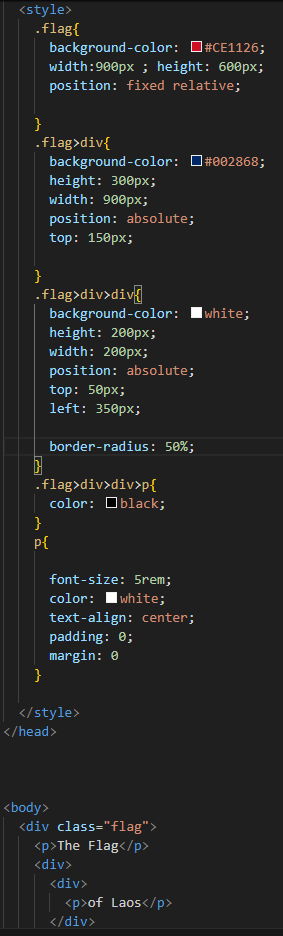 <style>
.flag{
background-color: #CE1126;
width:900px ; height: 600px;
position: fixed relative;
}
.flag>div{
background-color: #002868;
height: 300px;
width: 900px;
position: absolute;
top: 150px;
}
.flag>div>div{
background-color: white;
height: 200px;
width: 200px;
position: absolute;
top: 50px;
left: 350px;
border-radius: 50%;
}
.flag>div>div>p{
color: black;
}
p{
font-size: 5rem;
color: white;
text-align: center;
padding: 0;
margin: 0
}
</style>
</head>
<body>
<div class="flag">
<p>The Flag</p>
<div>
<div>
<p>of Laos</p>
</div>